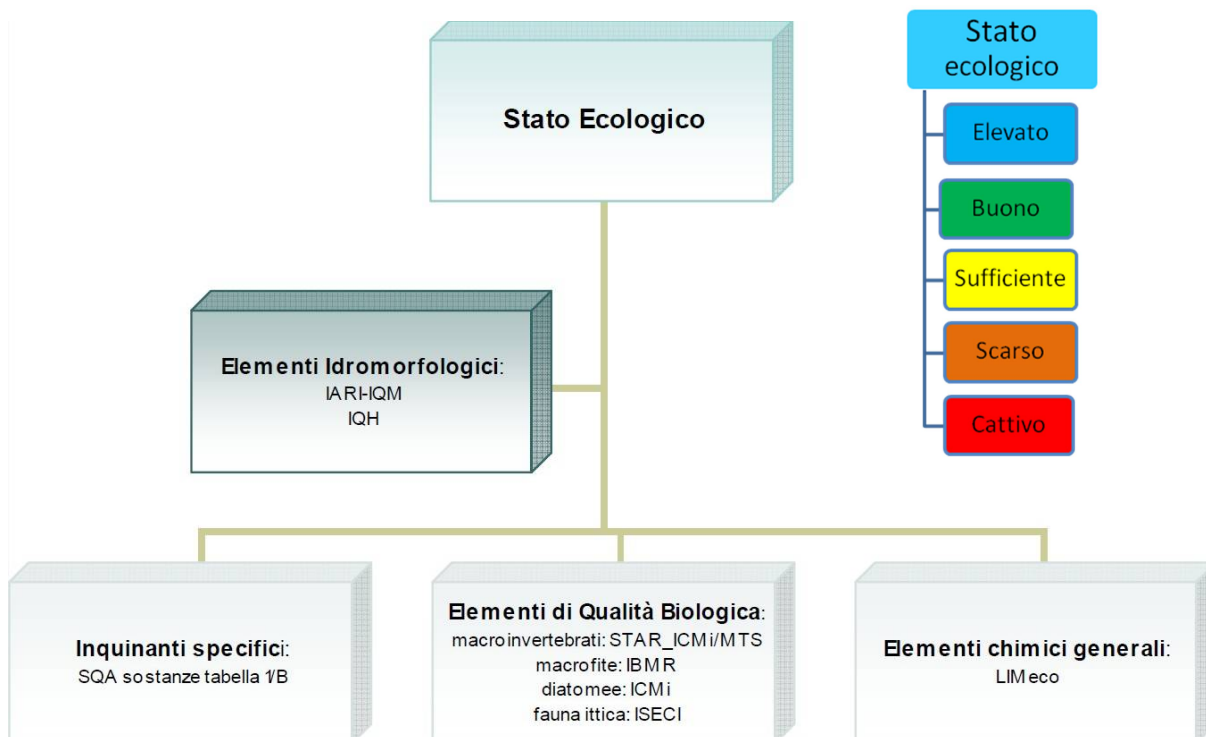 Stato Ecologico
Stato
ecologico
Elevato
Buono
Sufficiente
Scarso
Cattivo
Elementi Idromorfologici:
IARI-IQM
IQH
Inquinanti specifici:
SQA sostanze tabella 1/B
Elementi di Qualità Biologica:
macroinvertebrati: STAR_ICMi/MTS
macrofite: IBMR
diatomee: ICMi
fauna ittica: ISECI
Elementi chimici generali:
LIMeco